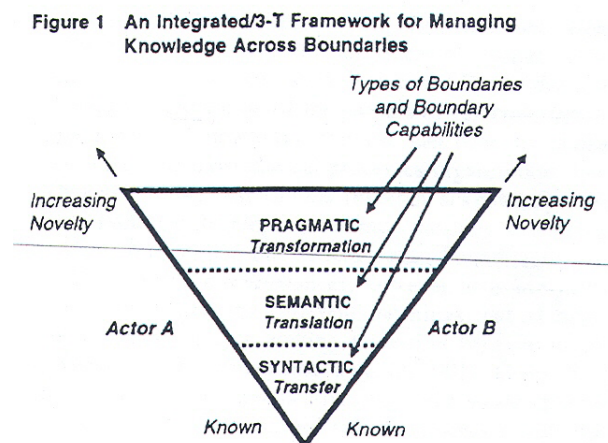 Figure 1 An Integrated/3-T Framework for Managing
Knowledge Across Boundaries
Types of Boundaries
and Boundary
Capabilities
Increasing
Novelty
Increasing
Novelty
PRAGMATIC
Transformation
SEMANTIC
Translation
Actor A
Actor B
SYNTACTIC
Transfer
Known
Known